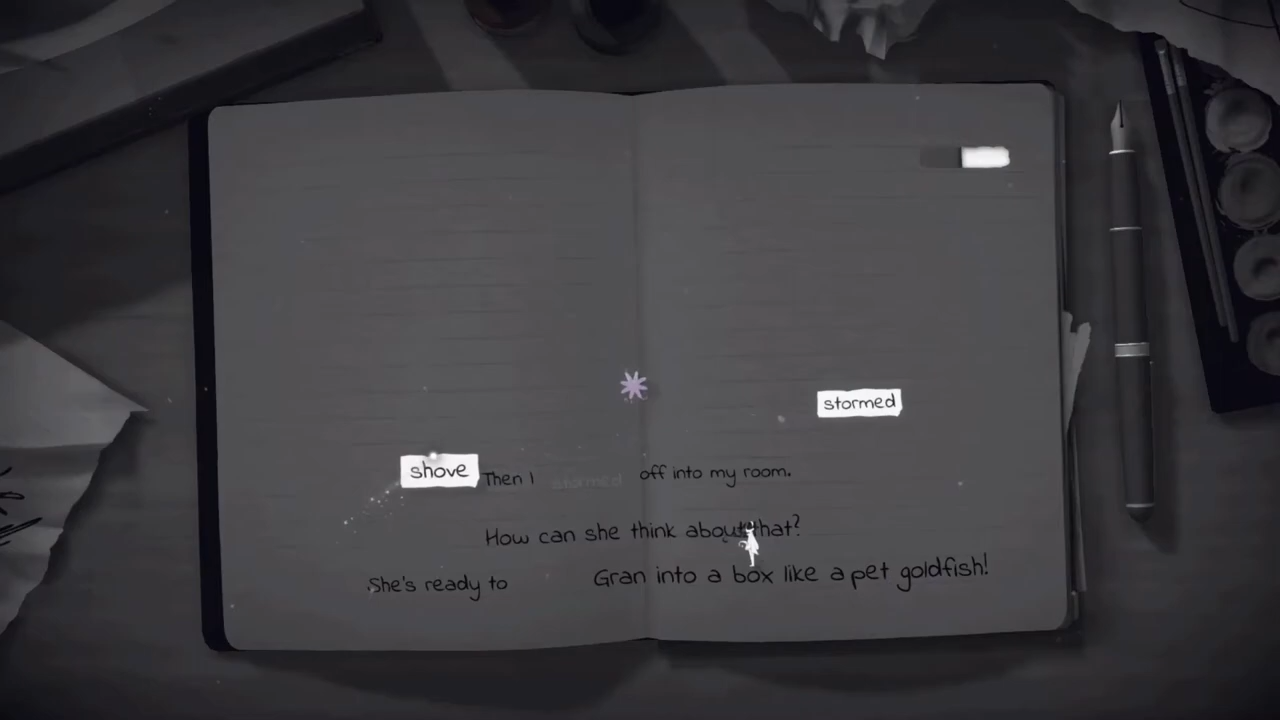 stormed
shove Then I stormed off into my room.
How can she think about that?
She's ready to Gran into a box like a pet goldfish!